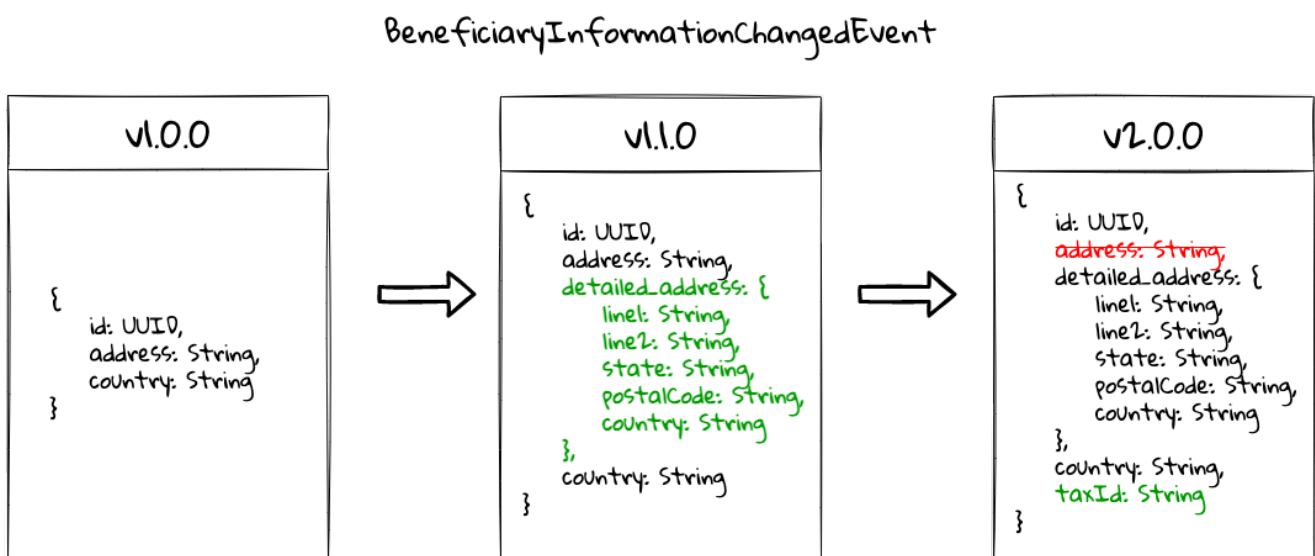 BeneficiaryInformationChangedEvent
v1.0.0
{
id: UUID,
address: String,
country: String
}
v1.1.0
{
id: UUID,
address: String,
detailed_address: {
line1: String,
line2: String,
state: String,
postalCode: String,
country: String
},
country: String
}
v2.0.0
{
id: UUID,
address: String,
detailed_address: {
line1: String,
line2: String,
state: String,
postalCode: String,
country: String
},
country: String,
taxId: String
}